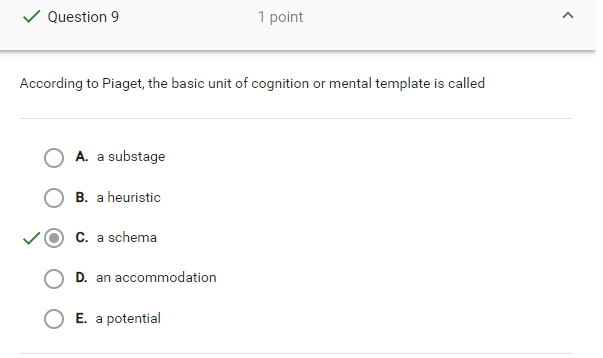 Question 9 1 point
According to Piaget, the basic unit of cognition or mental template is called
A. a substage
B. a heuristic
C. a schema
D. an accommodation
E. a potential